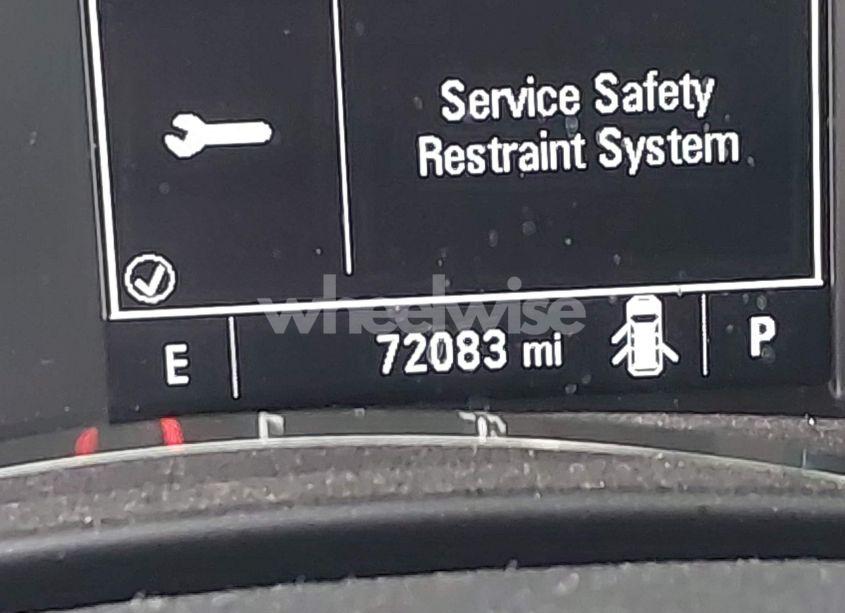 Service Safety
Restraint System
wheelwise
E 72083 mi P